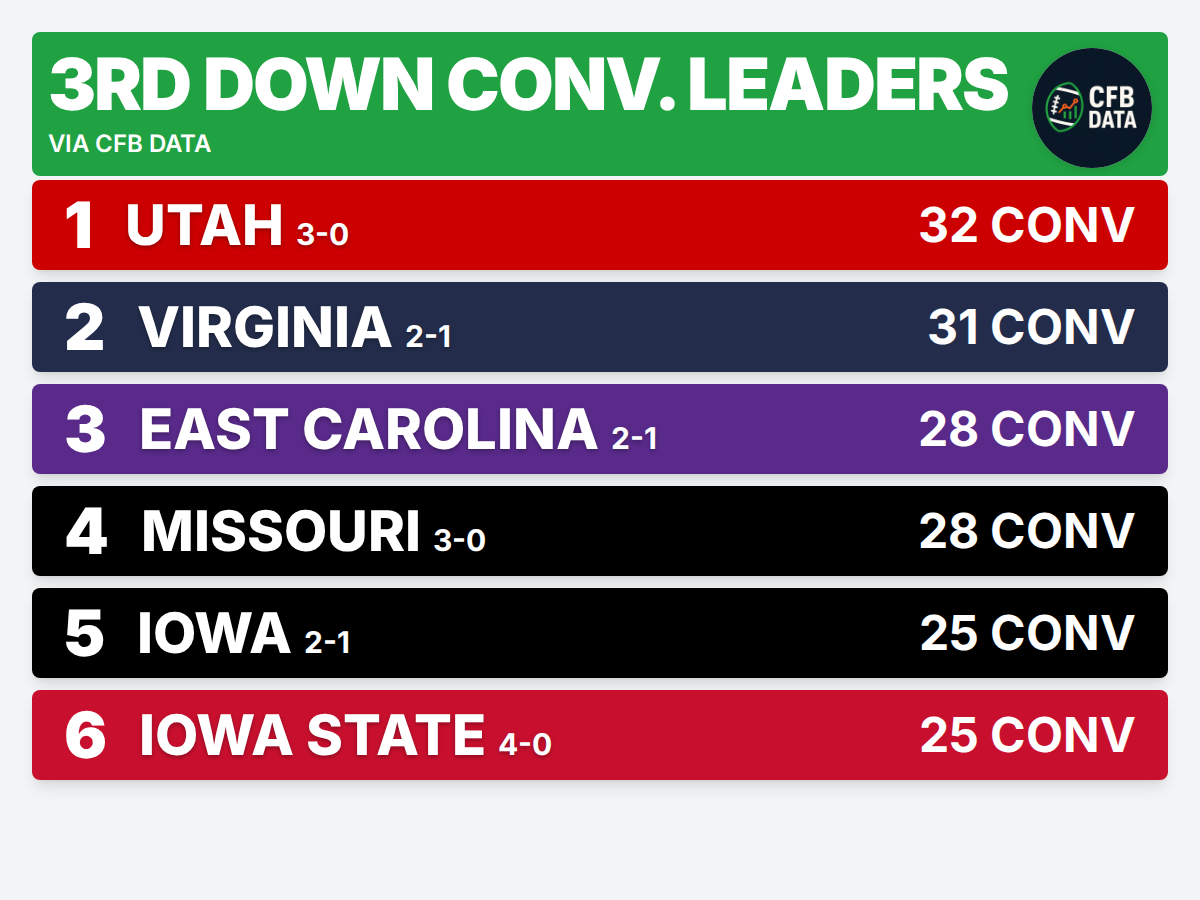 3RD DOWN CONV. LEADERS
VIA CFB DATA
CFB
DATA
1 UTAH 3-0 32 CONV
2 VIRGINIA 2-1 31 CONV
3 EAST CAROLINA 2-1 28 CONV
4 MISSOURI 3-0 28 CONV
5 IOWA 2-1 25 CONV
6 IOWA STATE 4-0 25 CONV